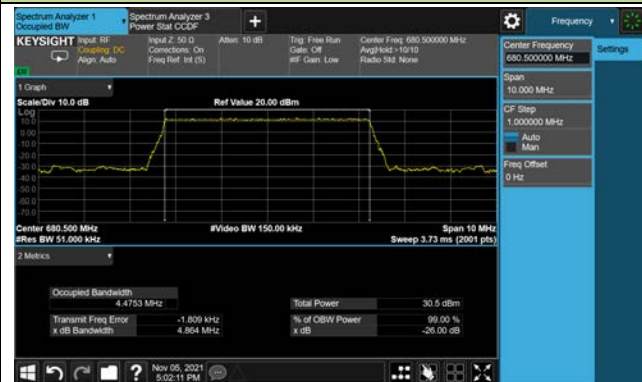 Spectrum Analyzer 1
Occupied BW
Spectrum Analyzer 3
Power Stat CCDF
Frequency
KEYSIGHT
Input: RF
Coupling: DC
Align: Auto
Input Z: 50 Ω
Corrections: On
Freq Ref: Int (S)
Atten: 10 dB
Trig: Free Run
Gate: Off
#IF Gain: Low
Center Freq: 680.500000 MHz
Avg|Hold:>10/10
Radio Std: None
1 Graph
Scale/Div 10.0 dB
Ref Value 20.00 dBm
Log
10.0
0.00
-10.0
-20.0
-30.0
-40.0
-50.0
-60.0
-70.0
Center 680.500 MHz
#Video BW 150.00 kHz
Span 10 MHz
#Res BW 51.000 kHz
Sweep 3.73 ms (2001 pts)
2 Metrics
Occupied Bandwidth
4.4753 MHz
Total Power
30.5 dBm
Transmit Freq Error
-1.809 kHz
% of OBW Power
99.00 %
x dB Bandwidth
4.864 MHz
x dB
-26.00 dB
Nov 05, 2021
5:02:11 PM
Center Frequency
680.500000 MHz
Settings
Span
10.000 MHz
CF Step
1.000000 MHz
Auto
Man
Freq Offset
0 Hz